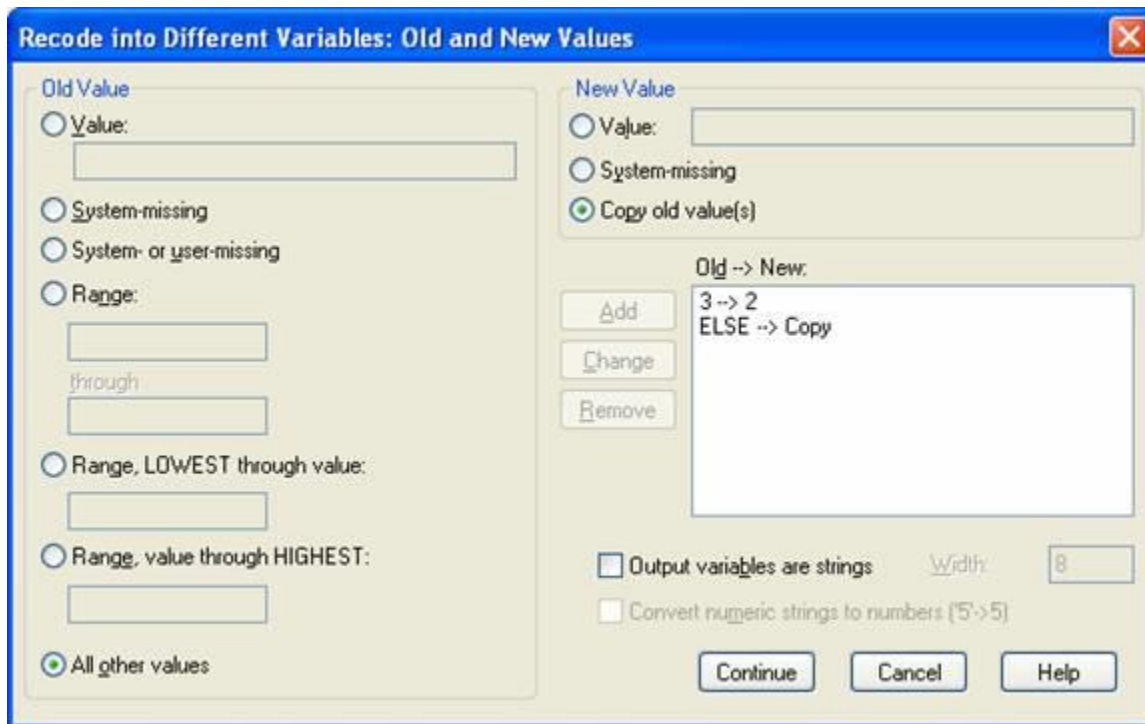 Recode into Different Variables: Old and New Values
Old Value
Value:
System-missing
System- or user-missing
Range:
through
Range, LOWEST through value:
Range, value through HIGHEST:
All other values
New Value
Value:
System-missing
Copy old value(s)
Old --> New:
Add
Change
Remove
3 --> 2
ELSE --> Copy
Output variables are strings Width: 8
Convert numeric strings to numbers ('5'->5)
Continue Cancel Help